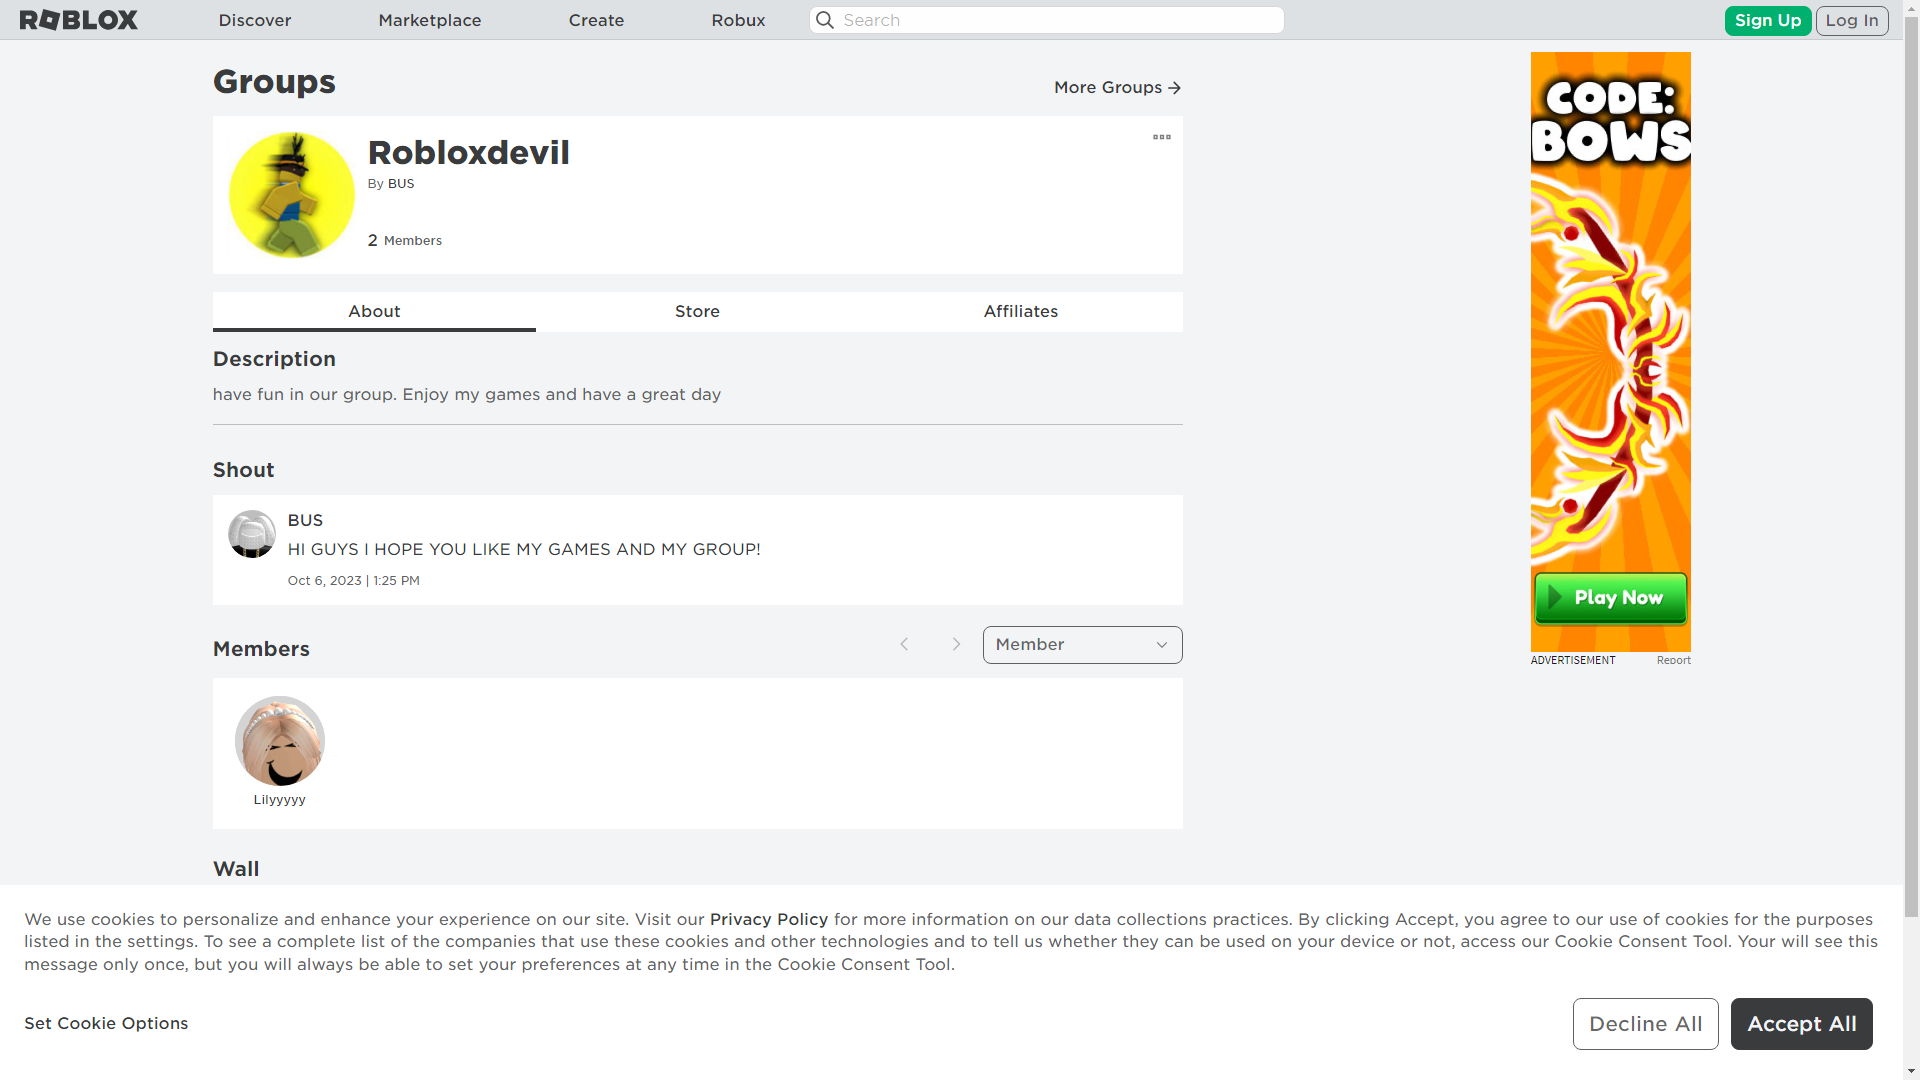 ROBLOX
Discover
Marketplace
Create
Robux
Search
Sign Up
Log In
Groups
More Groups
Robloxdevil
By BUS
2 Members
About
Store
Affiliates
Description
have fun in our group. Enjoy my games and have a great day
Shout
BUS
HI GUYS I HOPE YOU LIKE MY GAMES AND MY GROUP!
Oct 6, 2023 | 1:25 PM
Members
Member
Lilyyyyy
Wall
CODE:
BOWS
Play Now
ADVERTISEMENT
Report
We use cookies to personalize and enhance your experience on our site. Visit our Privacy Policy for more information on our data collections practices. By clicking Accept, you agree to our use of cookies for the purposes
listed in the settings. To see a complete list of the companies that use these cookies and other technologies and to tell us whether they can be used on your device or not, access our Cookie Consent Tool. Your will see this
message only once, but you will always be able to set your preferences at any time in the Cookie Consent Tool.
Set Cookie Options
Decline All
Accept All